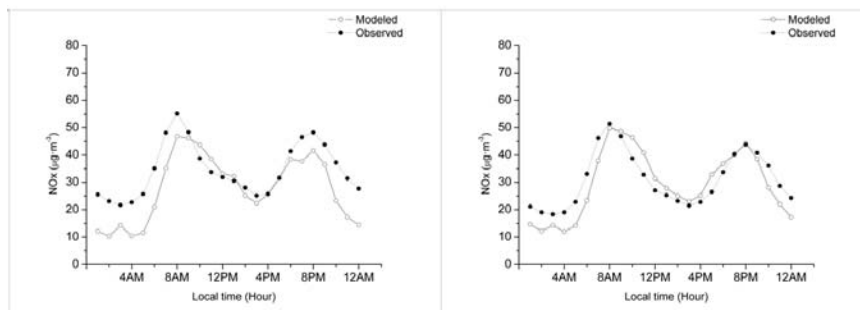 Modeled
Observed
80
70
60
50
40
30
20
10
0
NOx (μg·m⁻³)
4AM 8AM 12PM 4PM 8PM 12AM
Local time (Hour)
Modeled
Observed
80
70
60
50
40
30
20
10
0
NOx (μg·m⁻³)
4AM 8AM 12PM 4PM 8PM 12AM
Local time (Hour)